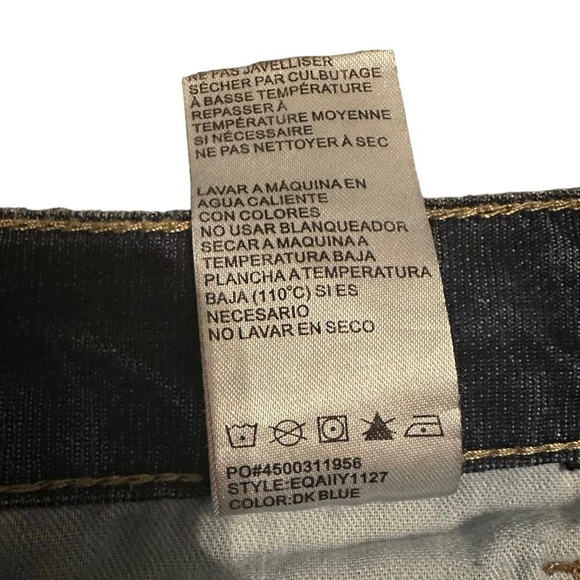 NE PAS JAVELLISER
SÉCHER PAR CULBUTAGE
À BASSE TEMPÉRATURE
REPASSER À
TEMPÉRATURE MOYENNE
SI NÉCESSAIRE
NE PAS NETTOYER À SEC
LAVAR A MÁQUINA EN
AGUA CALIENTE
CON COLORES
NO USAR BLANQUEADOR
SECAR A MAQUINA A
TEMPERATURA BAJA
PLANCHA A TEMPERATURA
BAJA (110°C) SI ES
NECESARIO
NO LAVAR EN SECO
PO#4500311956
STYLE:EQAIIY1127
COLOR:DK BLUE